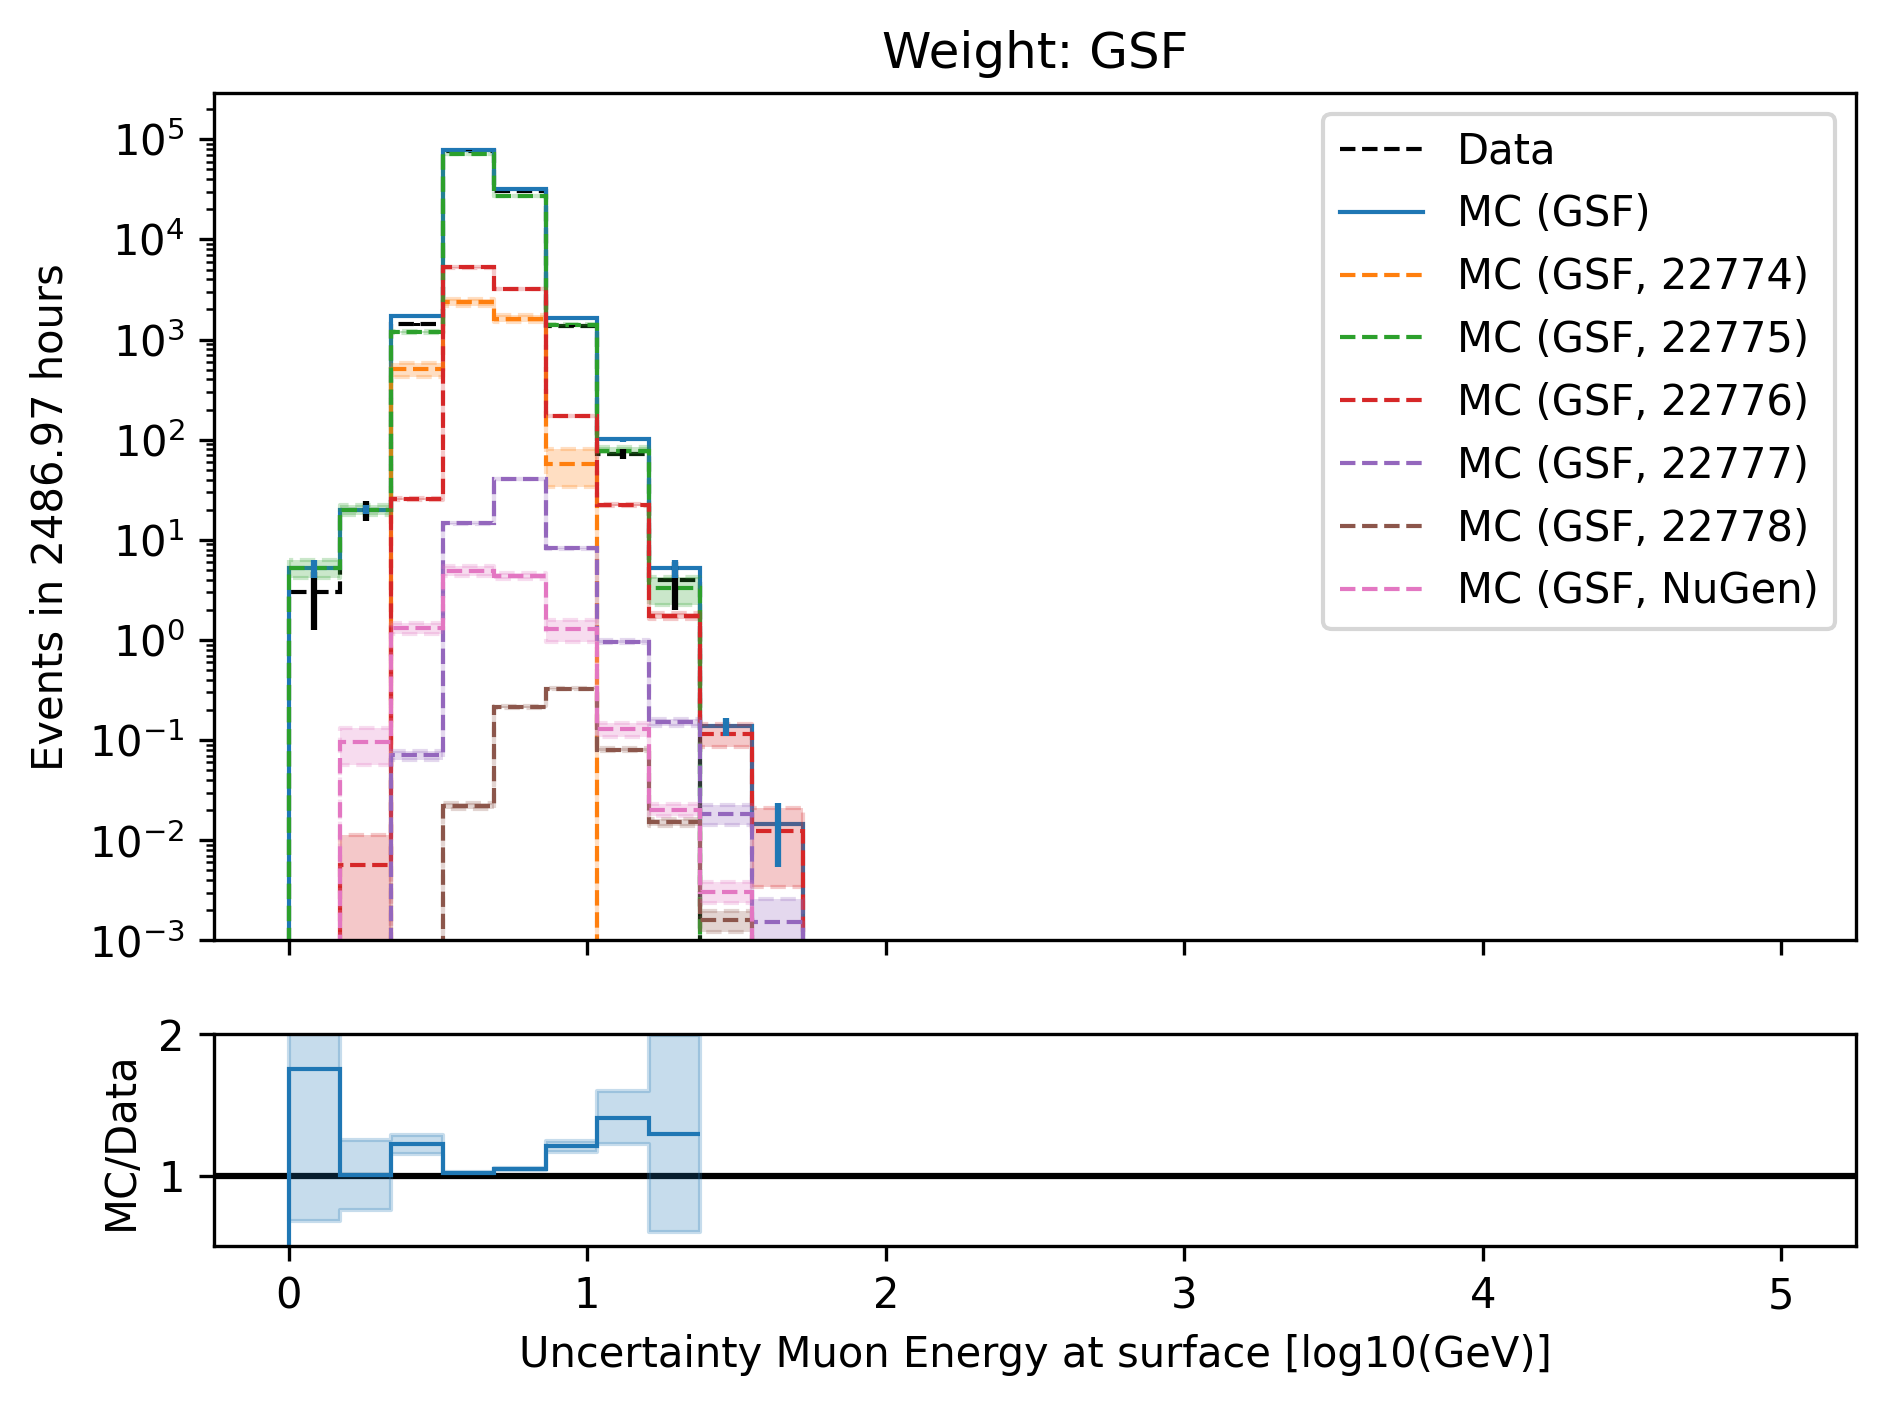 Weight: GSF
Events in 2486.97 hours
10^5
10^4
10^3
10^2
10^1
10^0
10^−1
10^−2
10^−3
Data
MC (GSF)
MC (GSF, 22774)
MC (GSF, 22775)
MC (GSF, 22776)
MC (GSF, 22777)
MC (GSF, 22778)
MC (GSF, NuGen)
MC/Data
2
1
0 1 2 3 4 5
Uncertainty Muon Energy at surface [log10(GeV)]